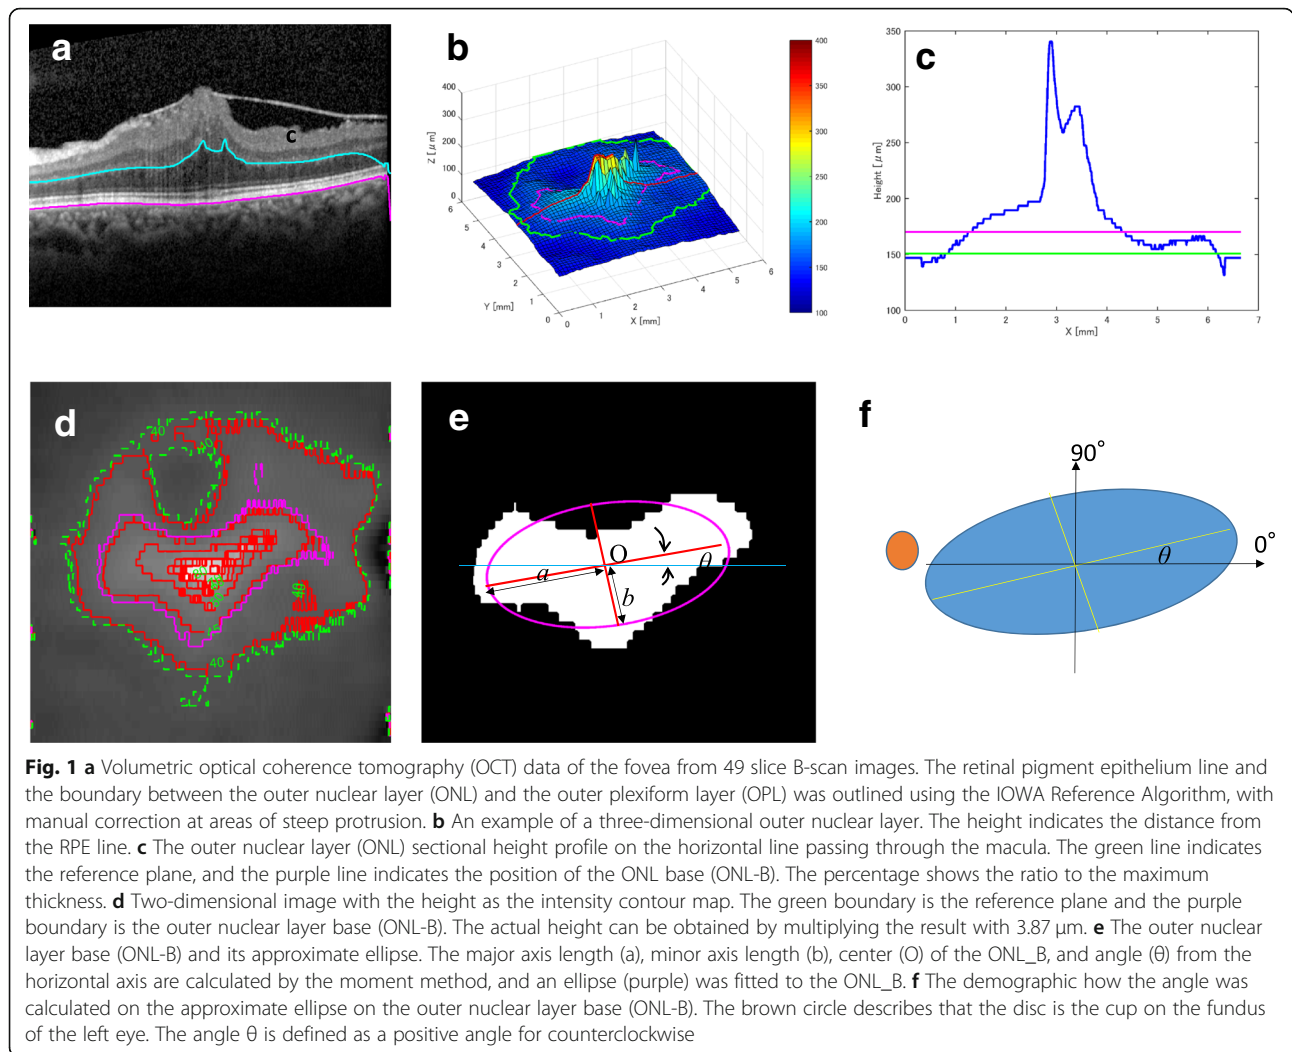 a
c
b
400
300
200
100
0
Z [μm]
6
5
4
3
2
1
0
Y [mm]
0
1
2
3
4
5
6
X [mm]
400
350
300
250
200
150
100
c
350
300
250
200
150
100
Height [μm]
0
1
2
3
4
5
6
7
X [mm]
d
40
40
40
45
40
e
O
a
b
θ
f
90°
0°
θ
Fig. 1 a Volumetric optical coherence tomography (OCT) data of the fovea from 49 slice B-scan images. The retinal pigment epithelium line and
the boundary between the outer nuclear layer (ONL) and the outer plexiform layer (OPL) was outlined using the IOWA Reference Algorithm, with
manual correction at areas of steep protrusion. b An example of a three-dimensional outer nuclear layer. The height indicates the distance from
the RPE line. c The outer nuclear layer (ONL) sectional height profile on the horizontal line passing through the macula. The green line indicates
the reference plane, and the purple line indicates the position of the ONL base (ONL-B). The percentage shows the ratio to the maximum
thickness. d Two-dimensional image with the height as the intensity contour map. The green boundary is the reference plane and the purple
boundary is the outer nuclear layer base (ONL-B). The actual height can be obtained by multiplying the result with 3.87 μm. e The outer nuclear
layer base (ONL-B) and its approximate ellipse. The major axis length (a), minor axis length (b), center (O) of the ONL_B, and angle (θ) from the
horizontal axis are calculated by the moment method, and an ellipse (purple) was fitted to the ONL_B. f The demographic how the angle was
calculated on the approximate ellipse on the outer nuclear layer base (ONL-B). The brown circle describes that the disc is the cup on the fundus
of the left eye. The angle θ is defined as a positive angle for counterclockwise